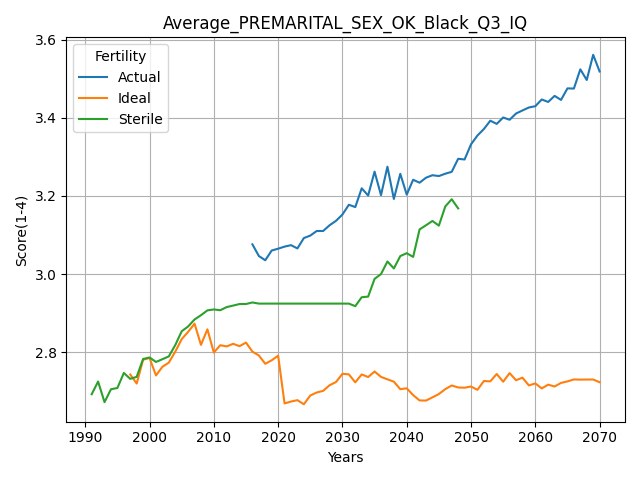 Average_PREMARITAL_SEX_OK_Black_Q3_IQ
Fertility
Actual
Ideal
Sterile
Score(1-4)
3.6
3.4
3.2
3.0
2.8
1990 2000 2010 2020 2030 2040 2050 2060 2070
Years